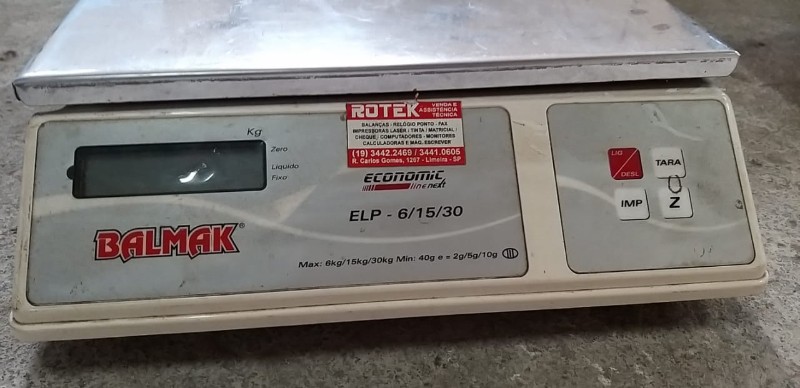 Kg
Zero
Líquido
Fixo
ROTEK VENDA E ASSISTÊNCIA TÉCNICA
BALANÇAS - RELÓGIO PONTO - FAX
IMPRESSORAS LASER / TINTA / MATRICIAL /
CHEQUE / COMPUTADORES - MONITORES
CALCULADORAS E MAQ. ESCREVER
(19) 3442.2469 / 3441.0605
R. Carlos Gomes, 1207 - Limeira - SP
ECONOMIC
line next
ELP - 6/15/30
BALMAK®
Max: 6kg/15kg/30kg Min: 40g e = 2g/5g/10g III
LIG
DESL
TARA
IMP
Z